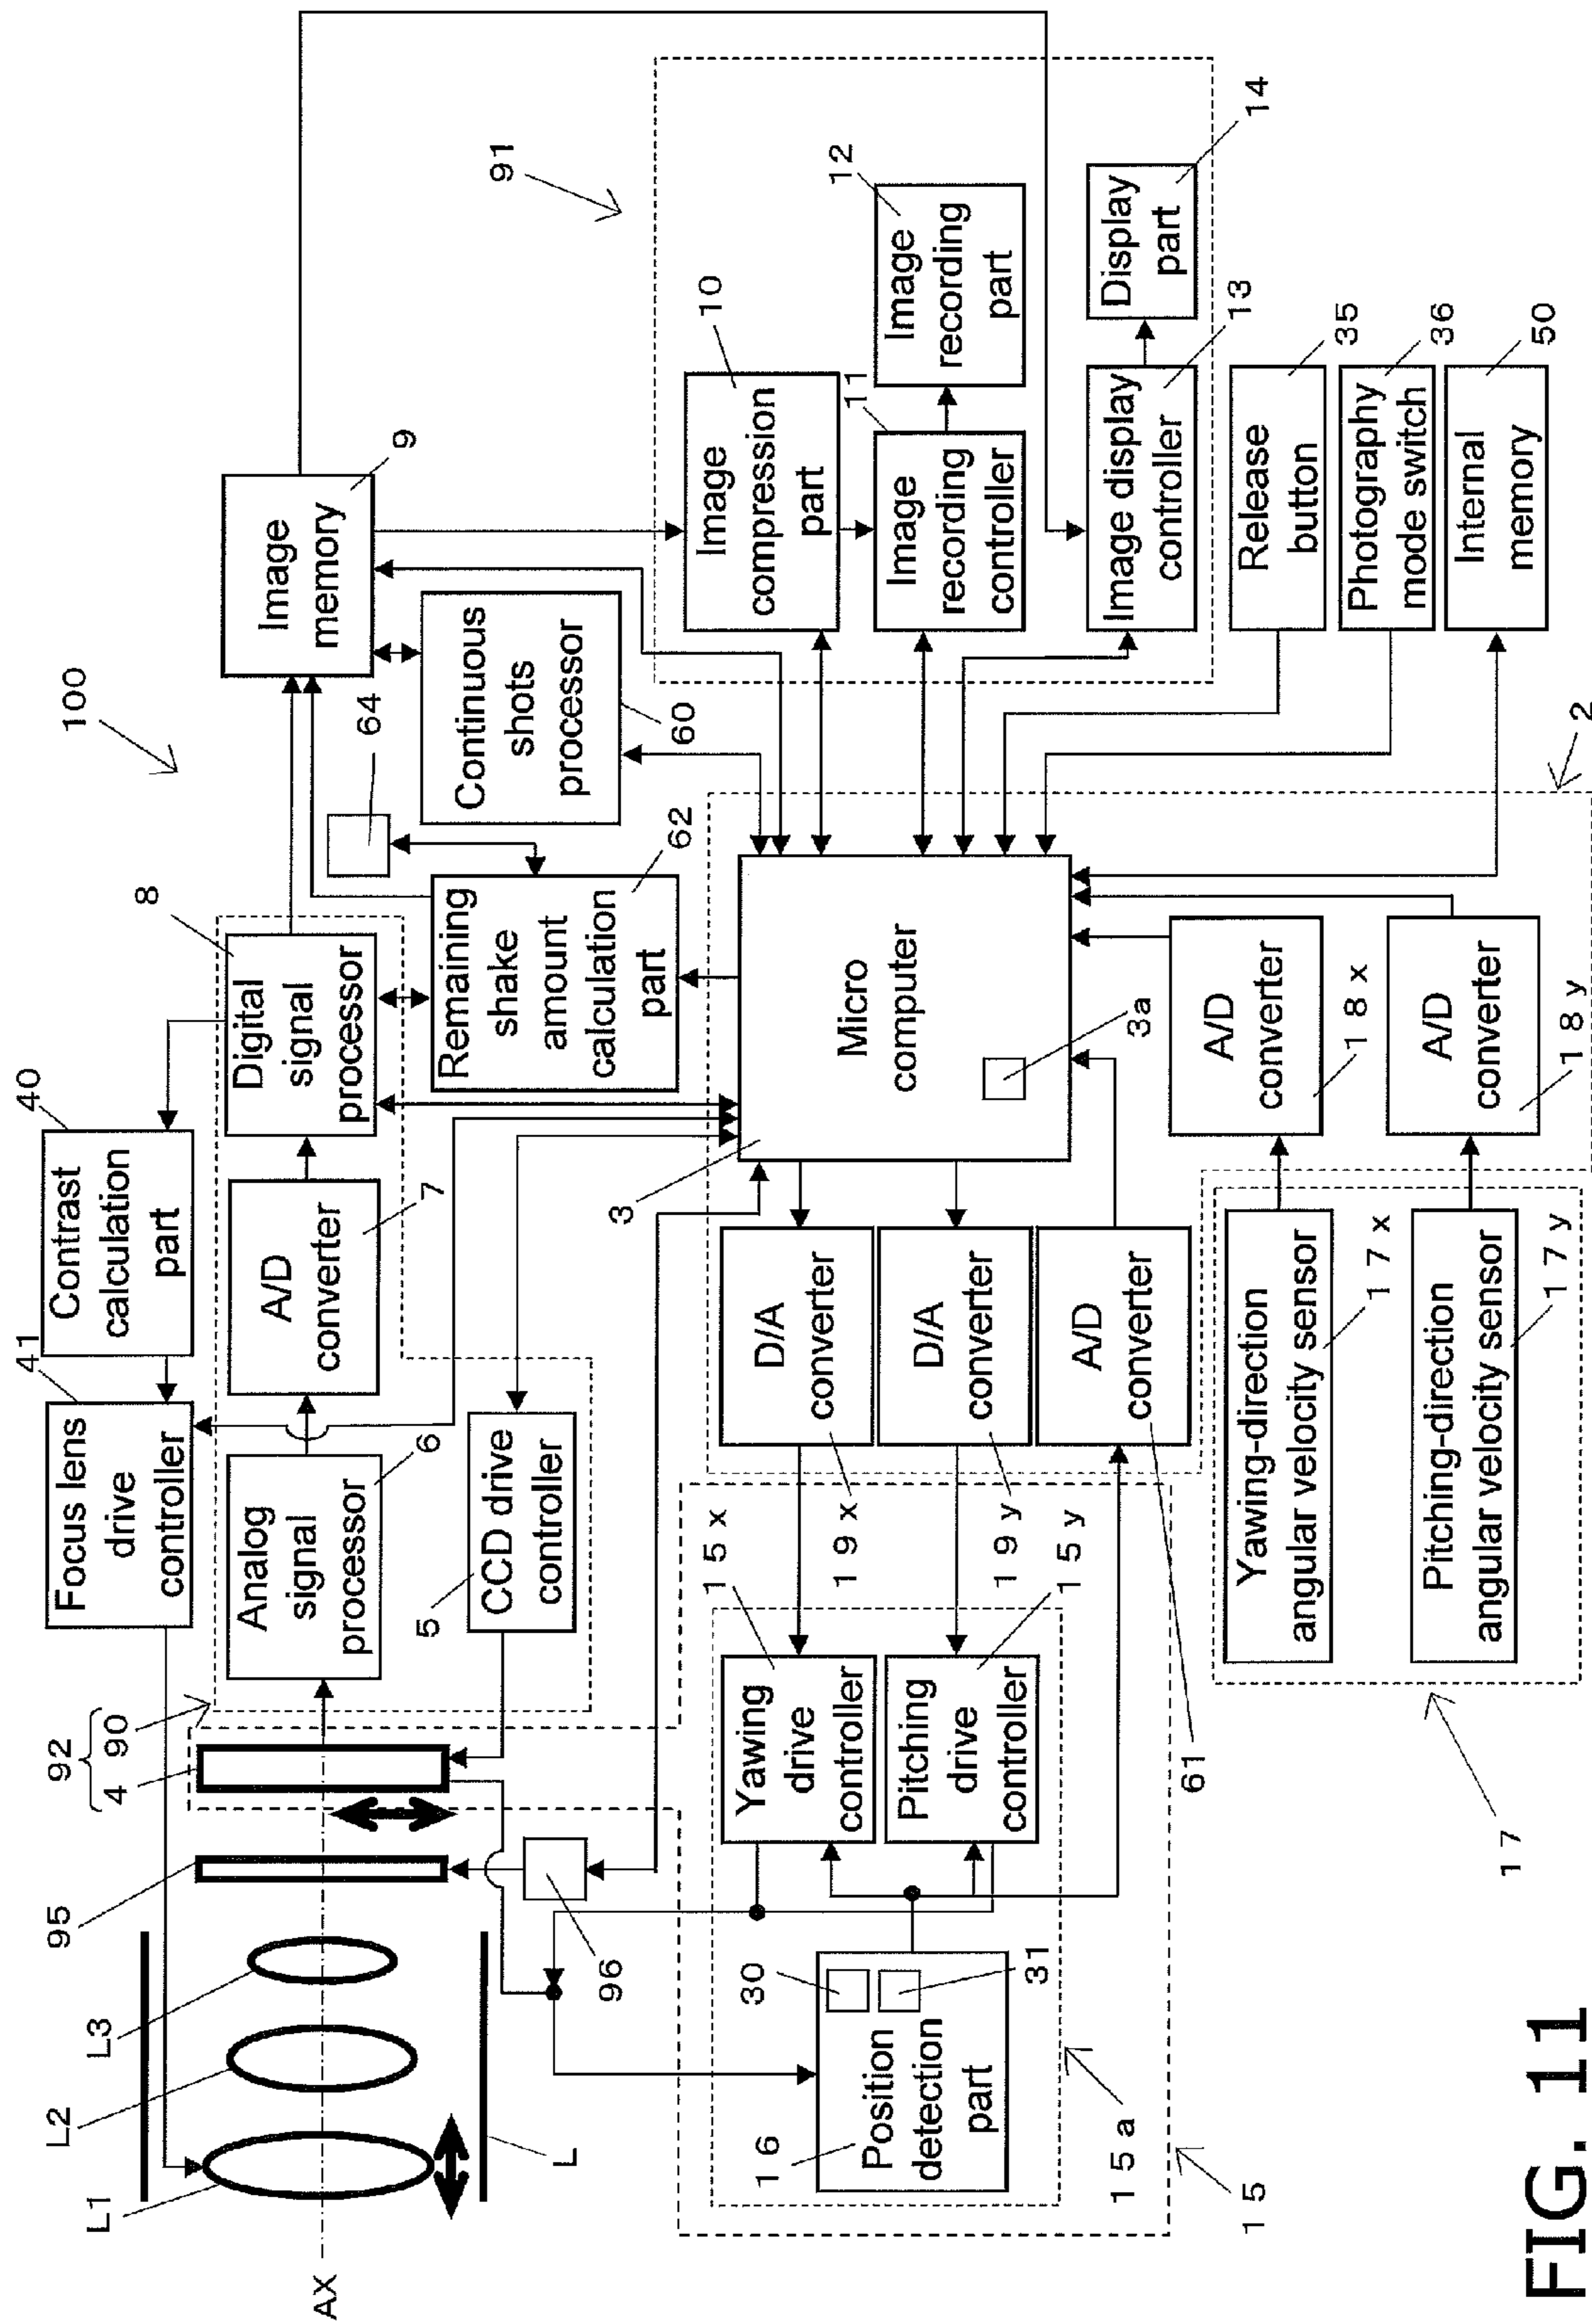 100
91
92
4
90
95
L3
L2
L1
AX
L
96
41
Focus lens
drive
controller
40
Contrast
calculation
part
Analog
signal
processor
6
A/D
converter
7
8
Digital
signal
processor
5
CCD drive
controller
64
Image
memory
9
Continuous
shots
processor
60
Remaining
shake
amount
calculation
part
62
10
Image
compression
part
11
Image
recording
controller
12
Image
recording
part
Image display
controller
13
Display
part
14
Release
button
35
Photography
mode switch
36
Internal
memory
50
2
3
Micro
computer
3a
D/A
converter
19x
D/A
converter
19y
A/D
converter
61
A/D
converter
18x
A/D
converter
18y
15x
Yawing
drive
controller
15y
Pitching
drive
controller
16
Position
detection
part
30
31
15a
15
Yawing-direction
angular velocity sensor
17x
Pitching-direction
angular velocity sensor
17y
17
FIG. 11